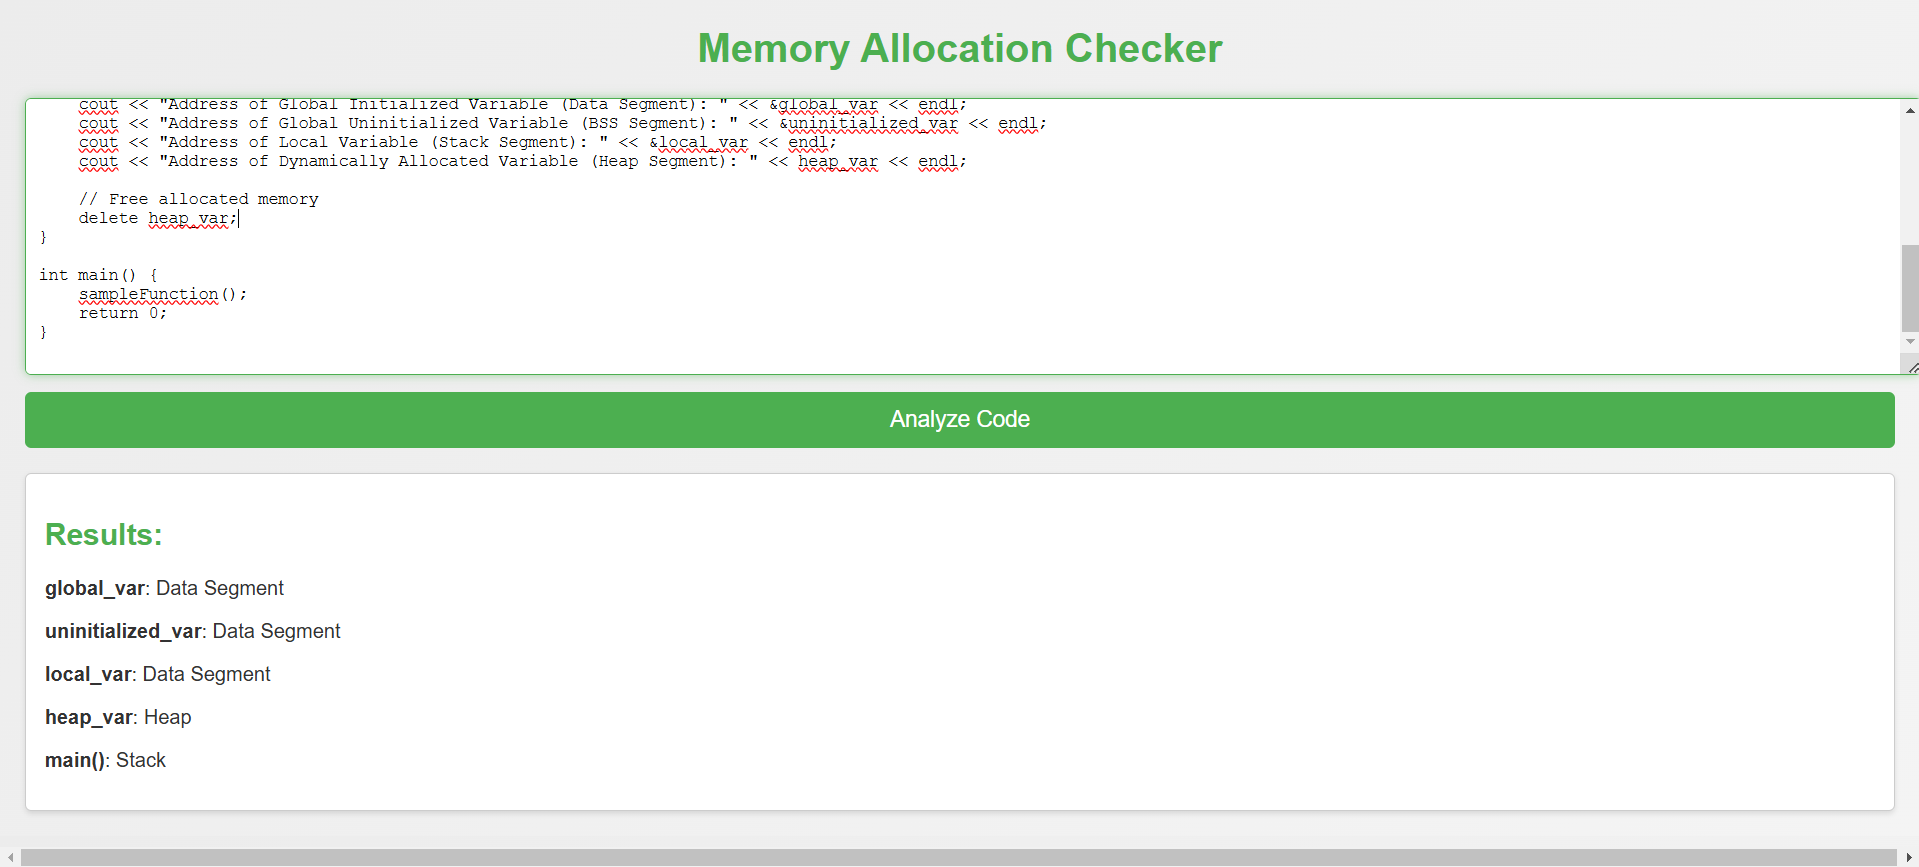 Memory Allocation Checker
cout << "Address of Global Initialized Variable (Data Segment): " << &global_var << endl;
cout << "Address of Global Uninitialized Variable (BSS Segment): " << &uninitialized_var << endl;
cout << "Address of Local Variable (Stack Segment): " << &local_var << endl;
cout << "Address of Dynamically Allocated Variable (Heap Segment): " << heap_var << endl;
// Free allocated memory
delete heap_var;
}
int main() {
sampleFunction();
return 0;
}
Analyze Code
Results:
global_var: Data Segment
uninitialized_var: Data Segment
local_var: Data Segment
heap_var: Heap
main(): Stack